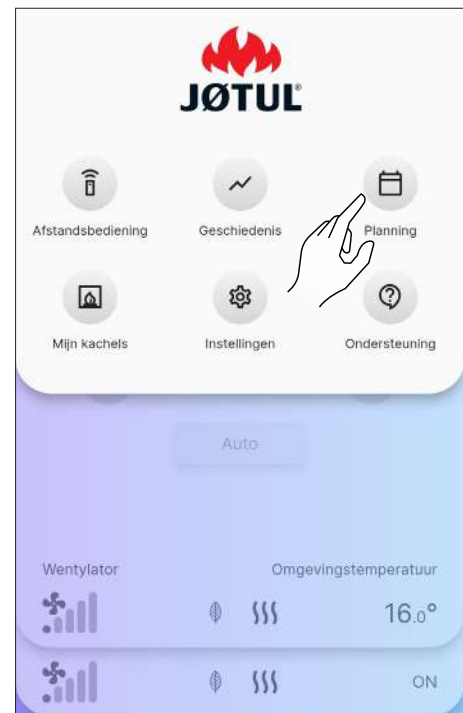 JØTUL®
Afstandsbediening Geschiedenis Planning
Mijn kachels Instellingen Ondersteuning
Auto
Wentylator Omgevingstemperatuur
16.0°
ON